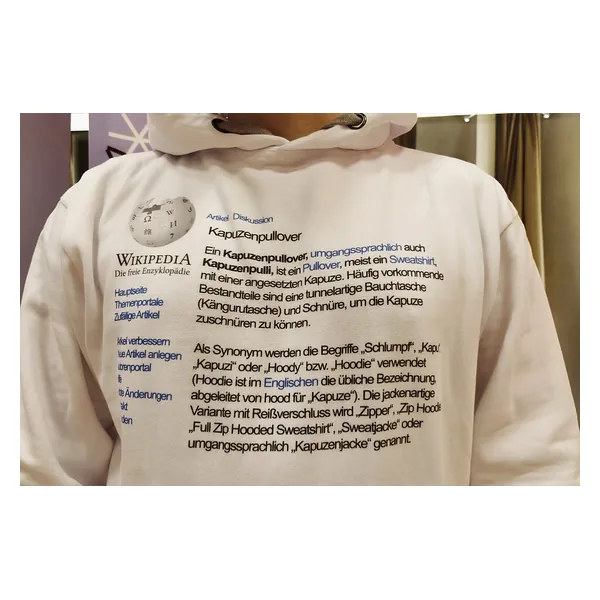 Artikel Diskussion
Kapuzenpullover
WIKIPEDIA
Die freie Enzyklopädie
Hauptseite
Themenportale
Zufällige Artikel
verbessern
Artikel anlegen
Änderungen
Ein Kapuzenpullover, umgangssprachlich auch
Kapuzenpulli, ist ein Pullover, meist ein Sweatshirt,
mit einer angesetzten Kapuze. Häufig vorkommende
Bestandteile sind eine tunnelartige Bauchtasche
(Kängurutasche) und Schnüre, um die Kapuze
zuschnüren zu können.
Als Synonym werden die Begriffe „Schlumpf“,
„Kapuzi“ oder „Hoody“ bzw. „Hoodie“ verwendet
(Hoodie ist im Englischen die übliche Bezeichnung,
abgeleitet von hood für „Kapuze“). Die jackenartige
Variante mit Reißverschluss wird „Zipper“, „Zip
„Full Zip Hooded Sweatshirt“, „Sweatjacke“ oder
umgangssprachlich „Kapuzenjacke“ genannt.